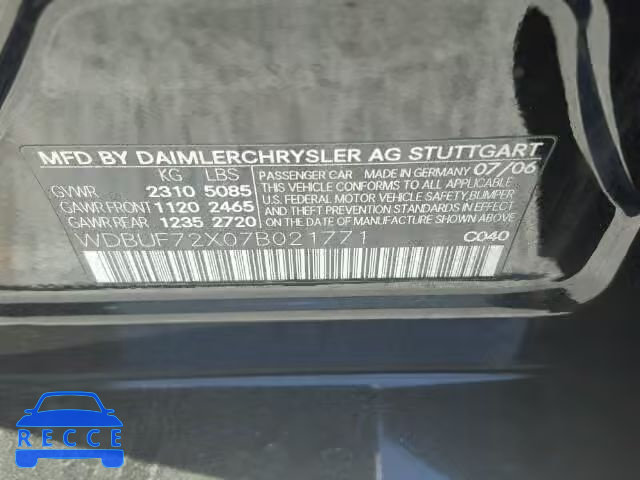 MFD BY DAIMLERCHRYSLER AG STUTTGART
KG LBS
GVWR 2310 5085
GAWR FRONT 1120 2465
GAWR REAR 1235 2720
PASSENGER CAR MADE IN GERMANY 07/06
THIS VEHICLE CONFORMS TO ALL APPLICABLE
U.S. FEDERAL MOTOR VEHICLE SAFETY, BUMPER
AND THEFT PREVENTION STANDARDS IN EFFECT
ON THE DATE OF MANUFACTURE SHOWN ABOVE
WDBUF72X07B021771
C040
RECCE